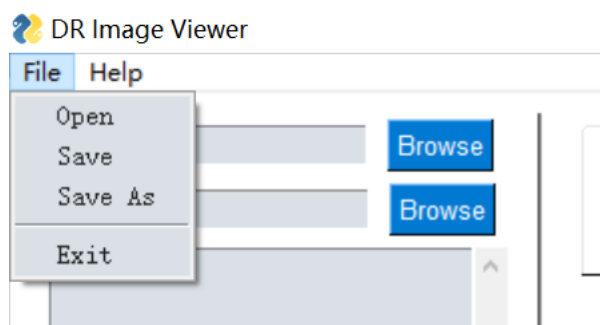 DR Image Viewer
File Help
Open
Save
Save As
Exit
Browse
Browse